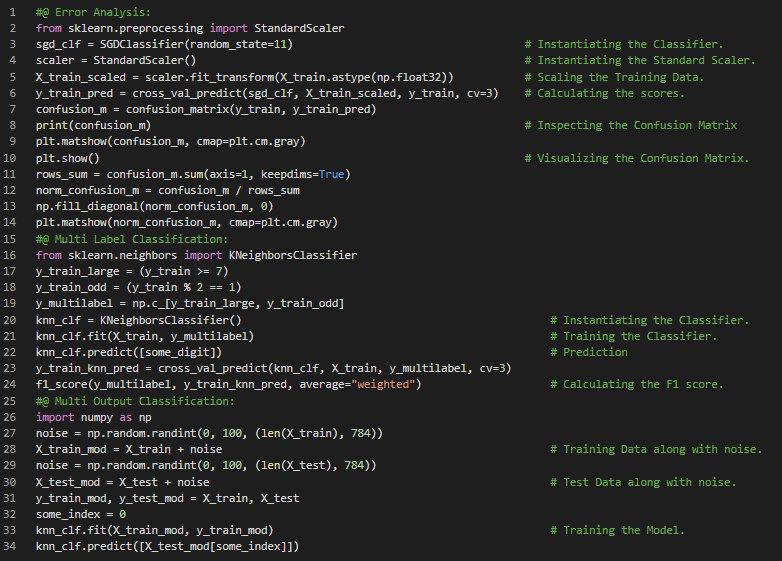 1 #@ Error Analysis:
2 from sklearn.preprocessing import StandardScaler
3 sgd_clf = SGDClassifier(random_state=11) # Instantiating the Classifier.
4 scaler = StandardScaler() # Instantiating the Standard Scaler.
5 X_train_scaled = scaler.fit_transform(X_train.astype(np.float32)) # Scaling the Training Data.
6 y_train_pred = cross_val_predict(sgd_clf, X_train_scaled, y_train, cv=3) # Calculating the scores.
7 confusion_m = confusion_matrix(y_train, y_train_pred)
8 print(confusion_m) # Inspecting the Confusion Matrix
9 plt.matshow(confusion_m, cmap=plt.cm.gray)
10 plt.show() # Visualizing the Confusion Matrix.
11 rows_sum = confusion_m.sum(axis=1, keepdims=True)
12 norm_confusion_m = confusion_m / rows_sum
13 np.fill_diagonal(norm_confusion_m, 0)
14 plt.matshow(norm_confusion_m, cmap=plt.cm.gray)
15 #@ Multi Label Classification:
16 from sklearn.neighbors import KNeighborsClassifier
17 y_train_large = (y_train >= 7)
18 y_train_odd = (y_train % 2 == 1)
19 y_multilabel = np.c_[y_train_large, y_train_odd]
20 knn_clf = KNeighborsClassifier() # Instantiating the Classifier.
21 knn_clf.fit(X_train, y_multilabel) # Training the Classifier.
22 knn_clf.predict([some_digit]) # Prediction
23 y_train_knn_pred = cross_val_predict(knn_clf, X_train, y_multilabel, cv=3)
24 f1_score(y_multilabel, y_train_knn_pred, average="weighted") # Calculating the F1 score.
25 #@ Multi Output Classification:
26 import numpy as np
27 noise = np.random.randint(0, 100, (len(X_train), 784))
28 X_train_mod = X_train + noise # Training Data along with noise.
29 noise = np.random.randint(0, 100, (len(X_test), 784))
30 X_test_mod = X_test + noise # Test Data along with noise.
31 y_train_mod, y_test_mod = X_train, X_test
32 some_index = 0
33 knn_clf.fit(X_train_mod, y_train_mod) # Training the Model.
34 knn_clf.predict([X_test_mod[some_index]])